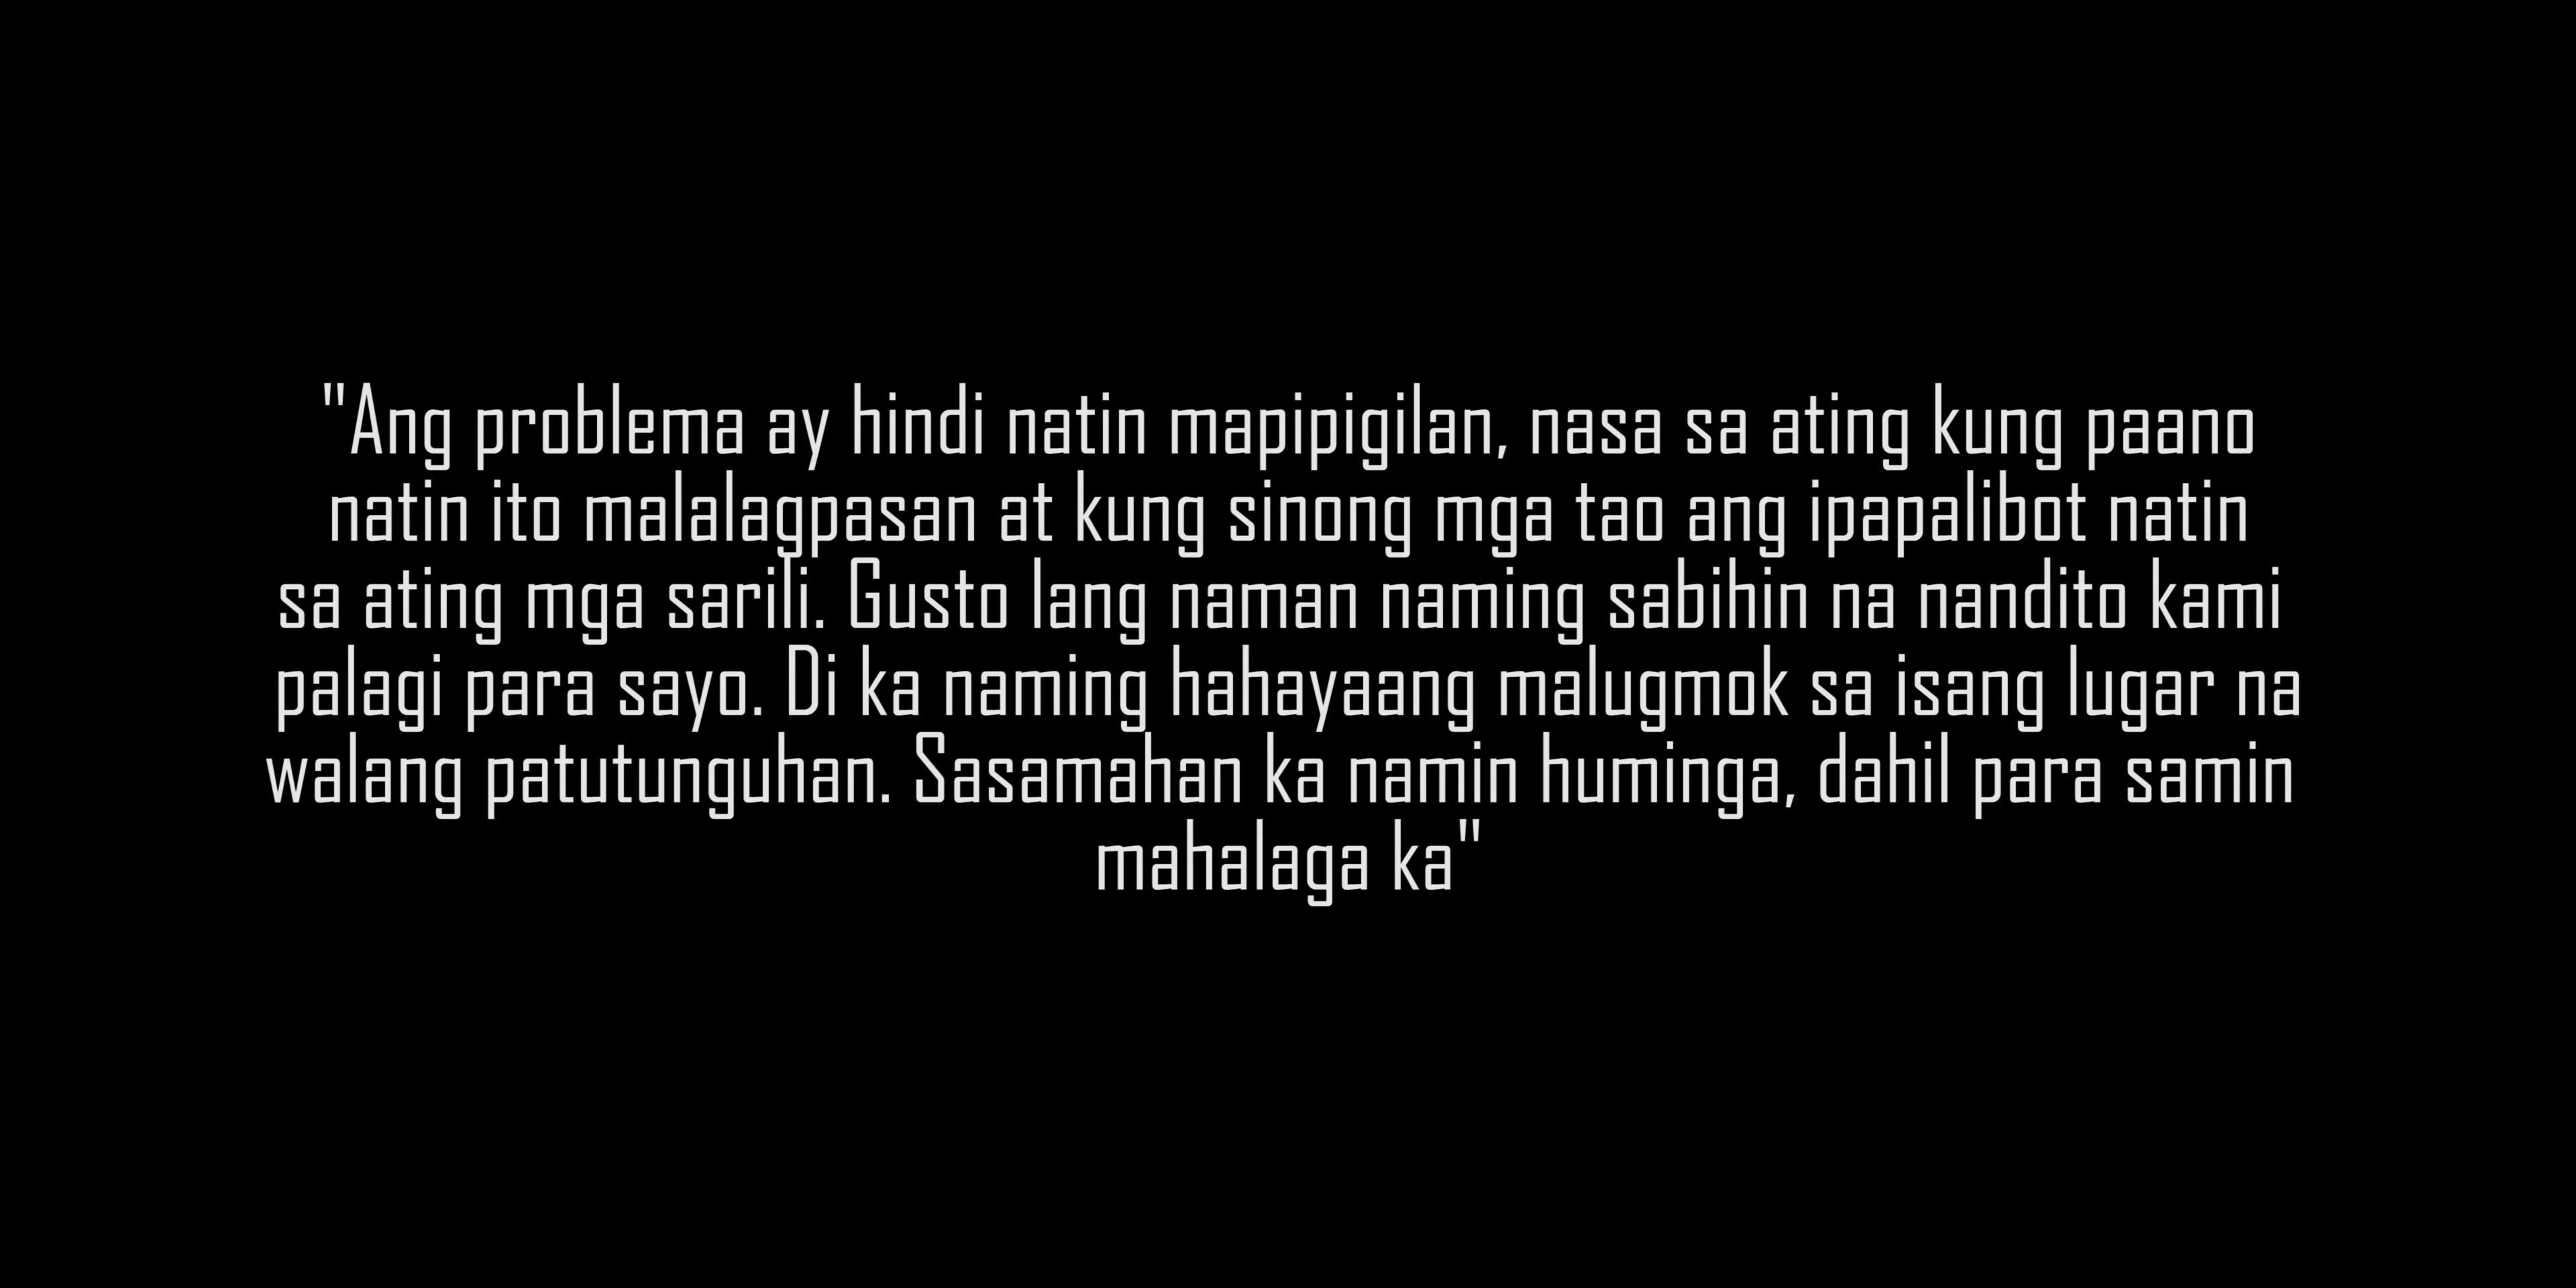 "Ang problema ay hindi natin mapipigilan, nasa sa ating kung paano
natin ito malalagpasan at kung sinong mga tao ang ipapalibot natin
sa ating mga sarili. Gusto lang naman naming sabihin na nandito kami
palagi para sayo. Di ka naming hahayaang malugmok sa isang lugar na
walang patutunguhan. Sasamahan ka namin huminga, dahil para samin
mahalaga ka"